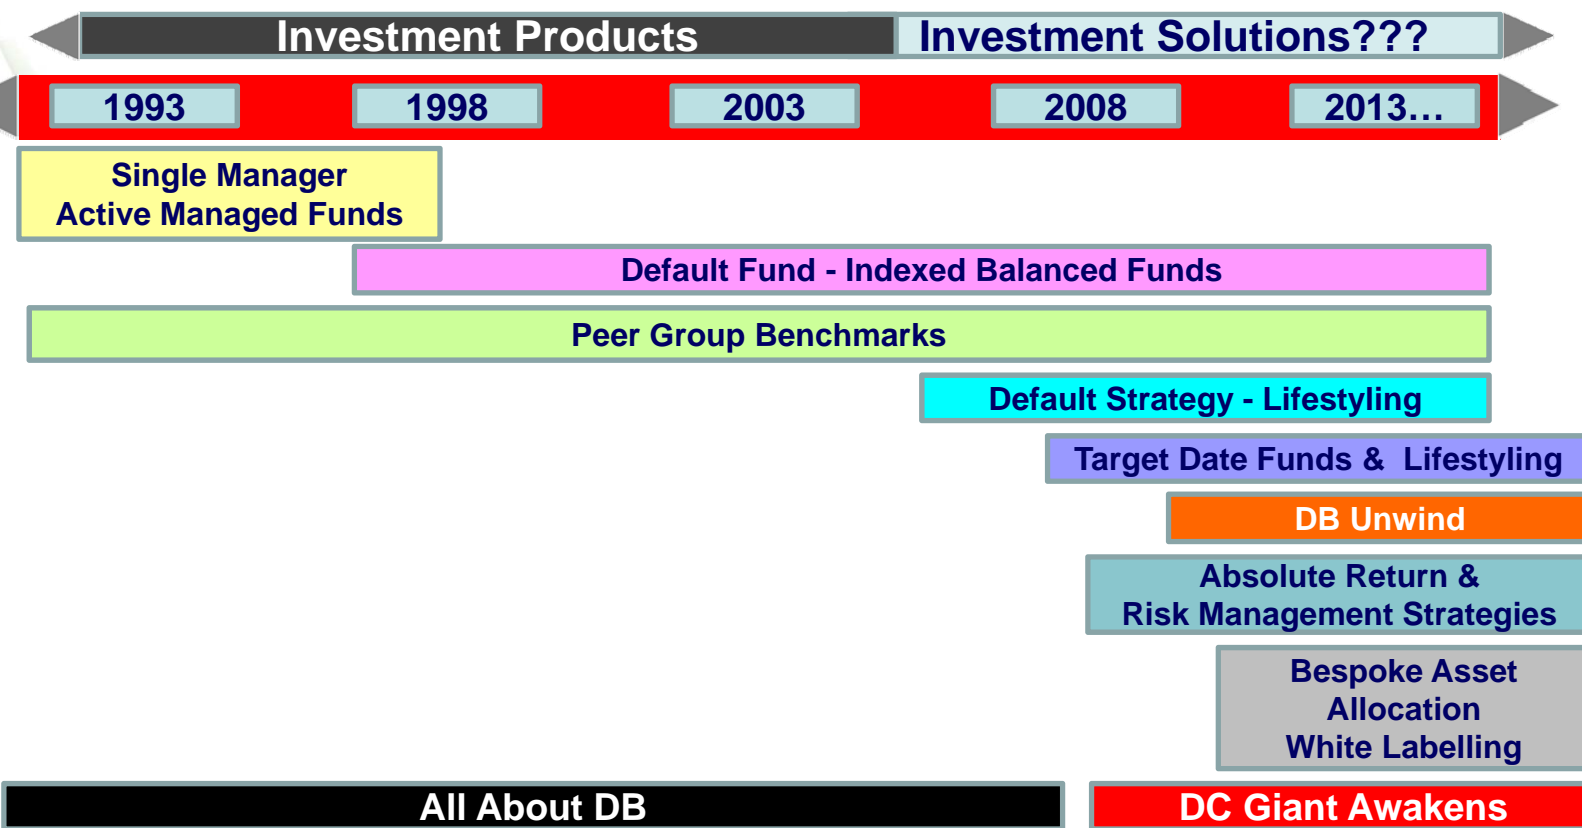 Investment Products
Investment Solutions???
1993
1998
2003
2008
2013…
Single Manager
Active Managed Funds
Default Fund - Indexed Balanced Funds
Peer Group Benchmarks
Default Strategy - Lifestyling
Target Date Funds & Lifestyling
DB Unwind
Absolute Return &
Risk Management Strategies
Bespoke Asset
Allocation
White Labelling
All About DB
DC Giant Awakens